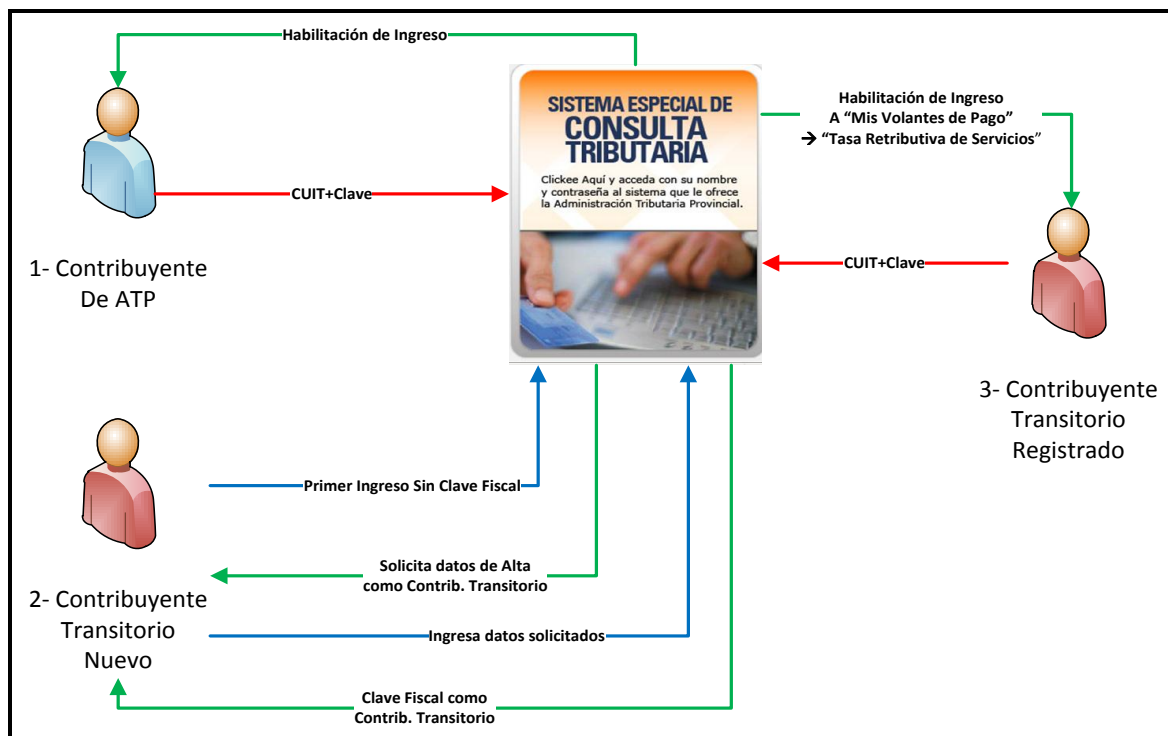 Habilitación de Ingreso
SISTEMA ESPECIAL DE
CONSULTA
TRIBUTARIA
Clickee Aquí y acceda con su nombre
y contraseña al sistema que le ofrece
la Administración Tributaria Provincial.
Habilitación de Ingreso
A “Mis Volantes de Pago”
→ “Tasa Retributiva de Servicios”
CUIT+Clave
CUIT+Clave
1- Contribuyente
De ATP
3- Contribuyente
Transitorio
Registrado
Primer Ingreso Sin Clave Fiscal
Solicita datos de Alta
como Contrib. Transitorio
2- Contribuyente
Transitorio
Nuevo
Ingresa datos solicitados
Clave Fiscal como
Contrib. Transitorio